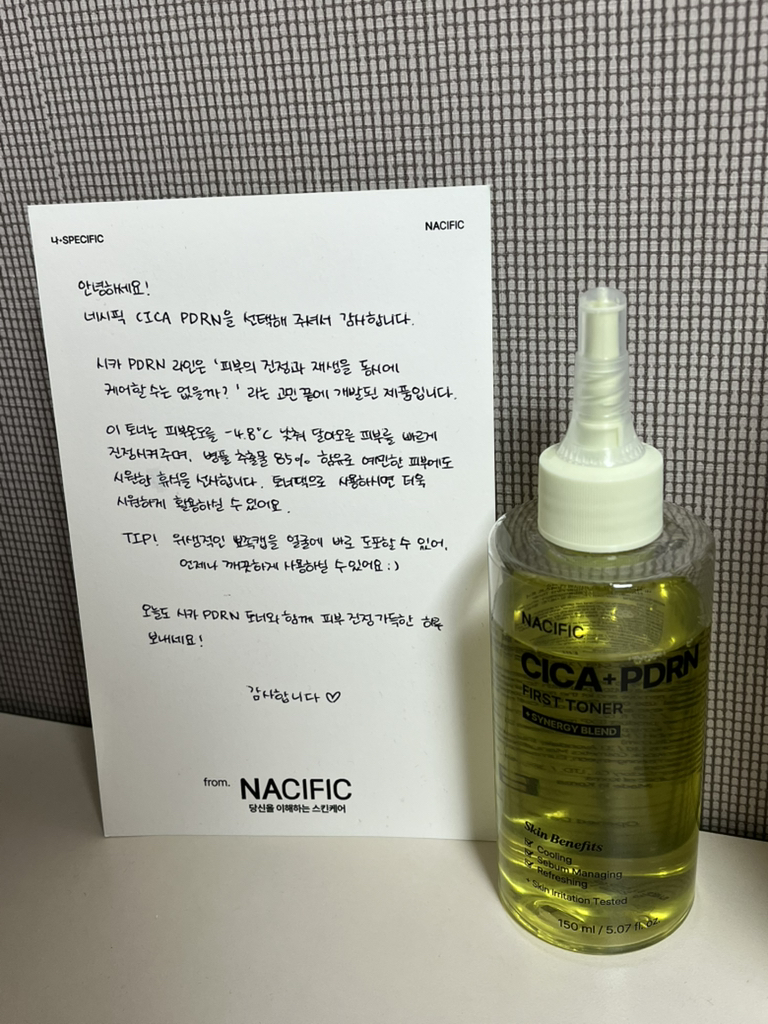 나·SPECIFIC
NACIFIC
안녕하세요!
네시픽 CICA PDRN을 선택해 주셔서 감사합니다.
시카 PDRN 라인은 '피부의 진정과 재생을 동시에
케어할 수는 없을까?' 라는 고민 끝에 개발된 제품입니다.
이 토너는 피부온도를 -4.8°C 낮춰 달아오른 피부를 빠르게
진정시켜주며, 병풀 추출물 85% 함유로 예민한 피부에도
시원한 휴식을 선사합니다. 토너팩으로 사용하시면 더욱
시원하게 활용하실 수 있어요.
TIP! 위생적인 뾰족캡을 얼굴에 바로 도포할 수 있어,
언제나 깨끗하게 사용하실 수 있어요 :)
오늘도 시카 PDRN 토너와 함께 피부 진정 가득한 하루
보내세요!
감사합니다 ♡
from. NACIFIC
당신을 이해하는 스킨케어
NACIFIC
CICA+PDRN
FIRST TONER
+SYNERGY BLEND
Skin Benefits
Cooling
Sebum Managing
Refreshing
+ Skin Irritation Tested
150 ml / 5.07 fl. oz.